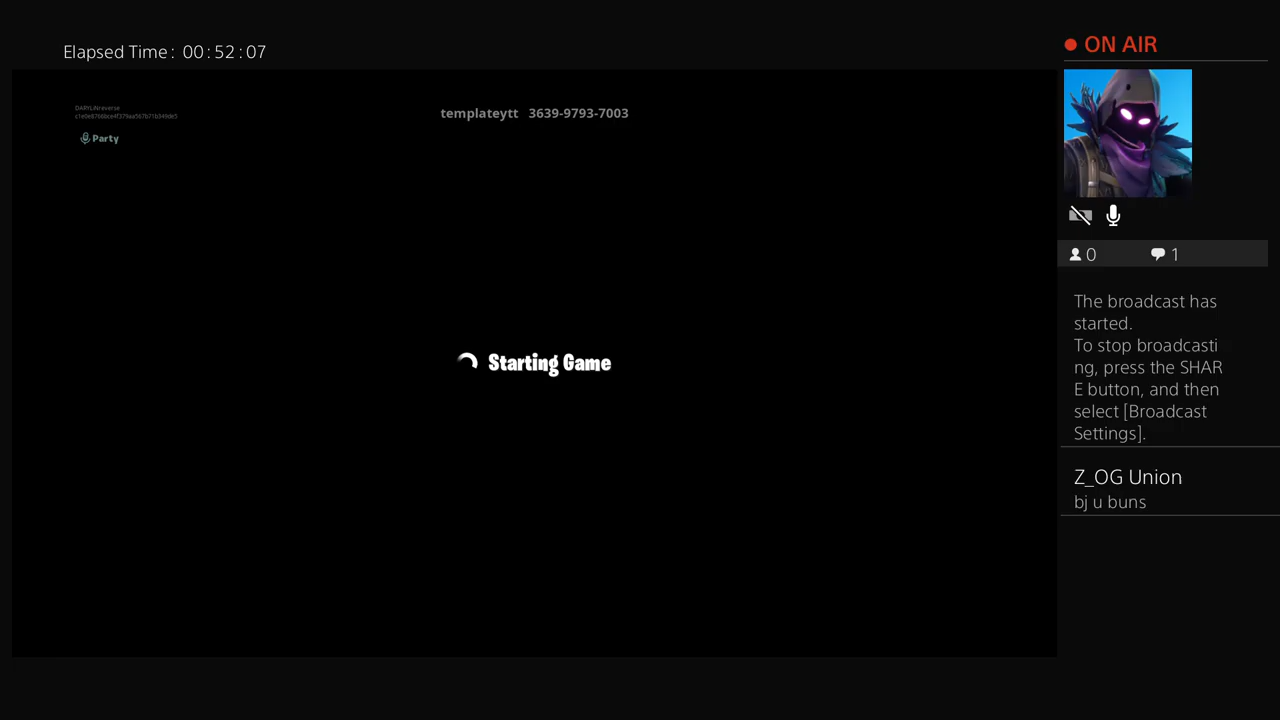 Elapsed Time: 00:52:07
ON AIR
DARYLiNreverse
templateytt 3639-9793-7003
Party
0 1
Starting Game
The broadcast has
started.
To stop broadcasti
ng, press the SHAR
E button, and then
select [Broadcast
Settings].
Z_OG Union
bj u buns